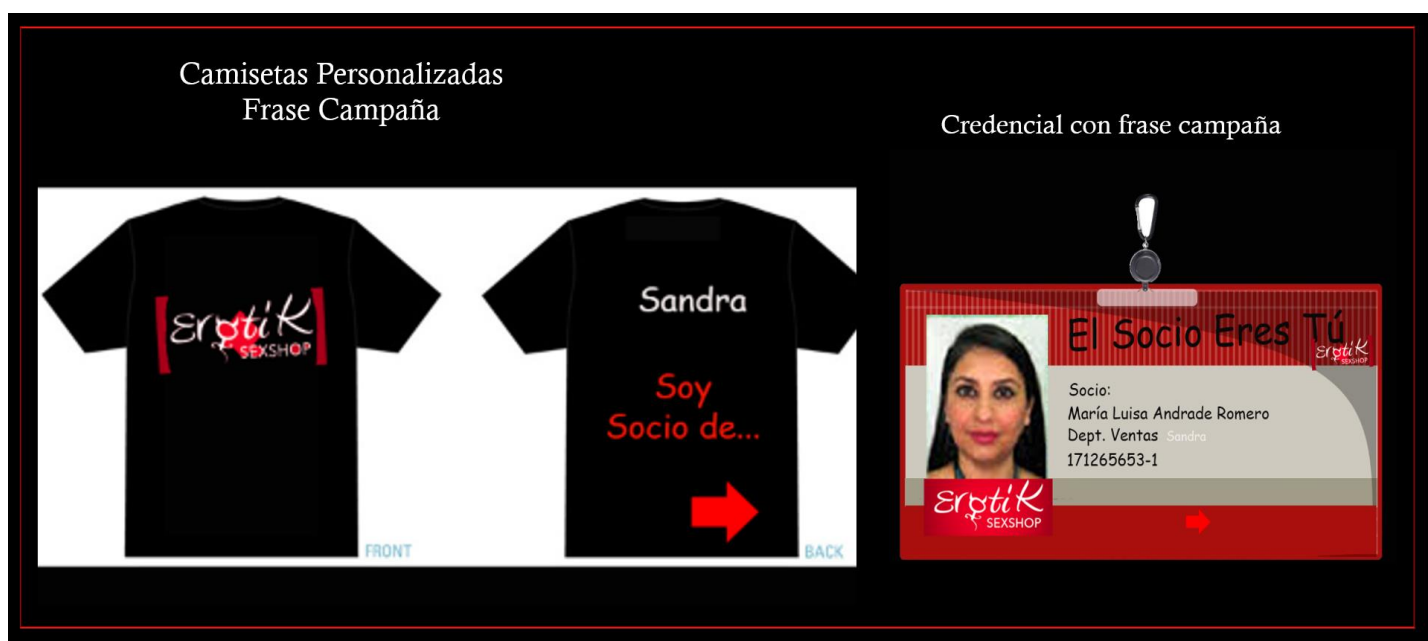 Camisetas Personalizadas
Frase Campaña
Credencial con frase campaña
Erotik
SEXSHOP
FRONT
Sandra
Soy
Socio de...
BACK
El Socio Eres Tú
Erotik
SEXSHOP
Socio:
María Luisa Andrade Romero
Dept. Ventas Sandra
171265653-1
Erotik
SEXSHOP